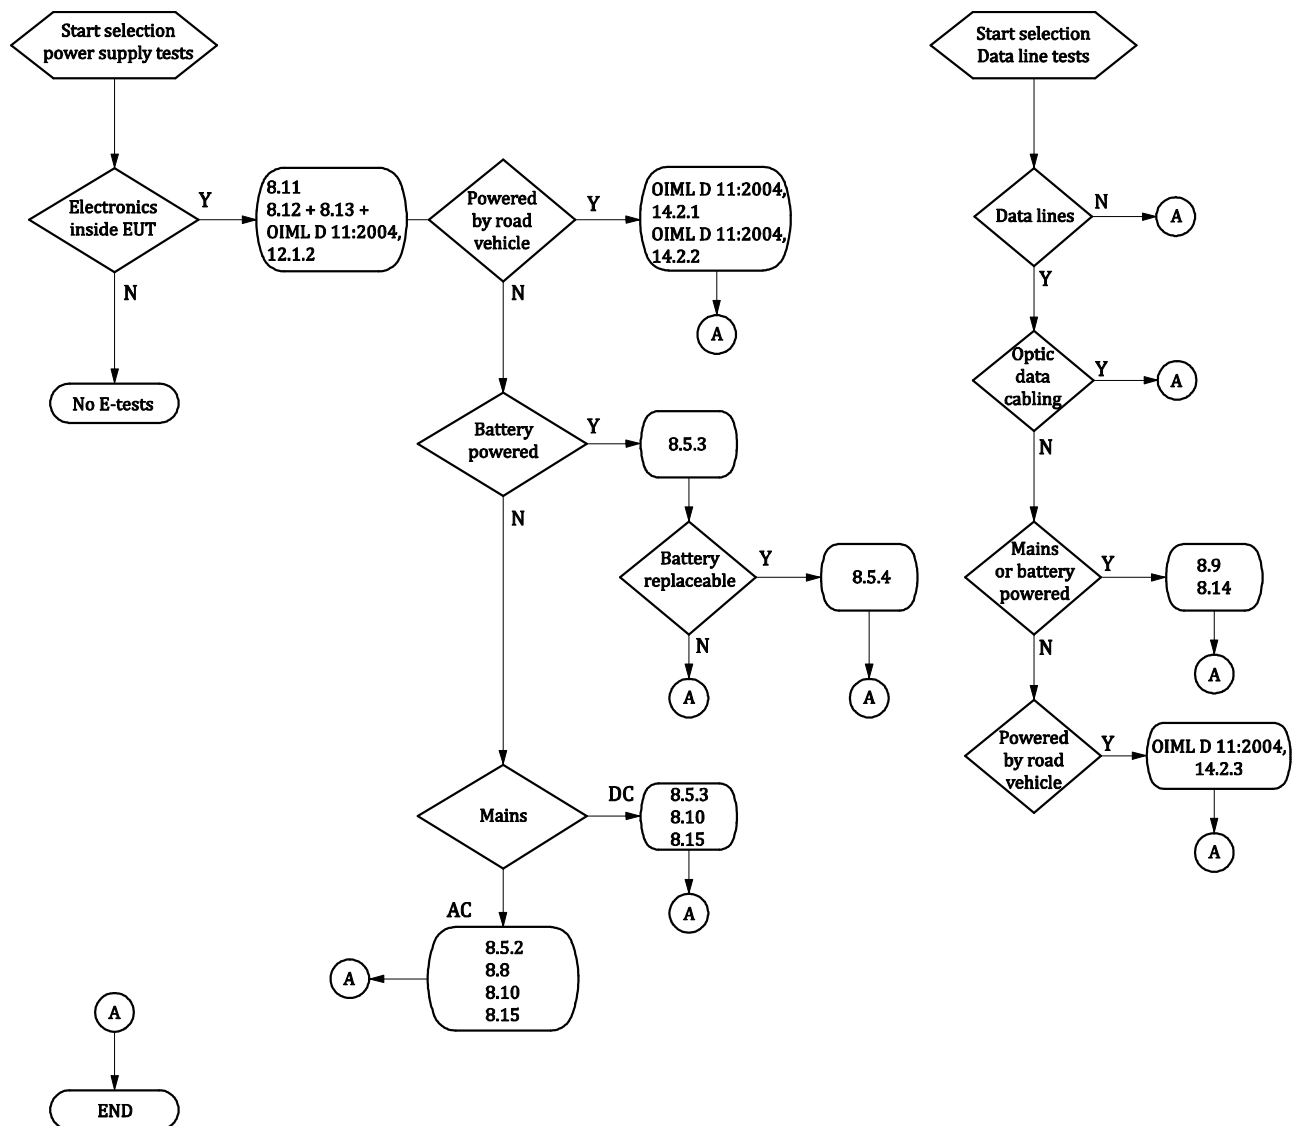 Start selection
power supply tests
Electronics
inside EUT
Y
N
No E-tests
8.11
8.12 + 8.13 +
OIML D 11:2004,
12.1.2
Powered
by road
vehicle
Y
N
OIML D 11:2004,
14.2.1
OIML D 11:2004,
14.2.2
A
Battery
powered
Y
N
8.5.3
Battery
replaceable
Y
N
A
8.5.4
A
Mains
DC
8.5.3
8.10
8.15
A
AC
8.5.2
8.8
8.10
8.15
A
A
END
Start selection
Data line tests
Data lines
N
A
Y
Optic
data
cabling
Y
A
N
Mains
or battery
powered
Y
8.9
8.14
A
N
Powered
by road
vehicle
Y
OIML D 11:2004,
14.2.3
A